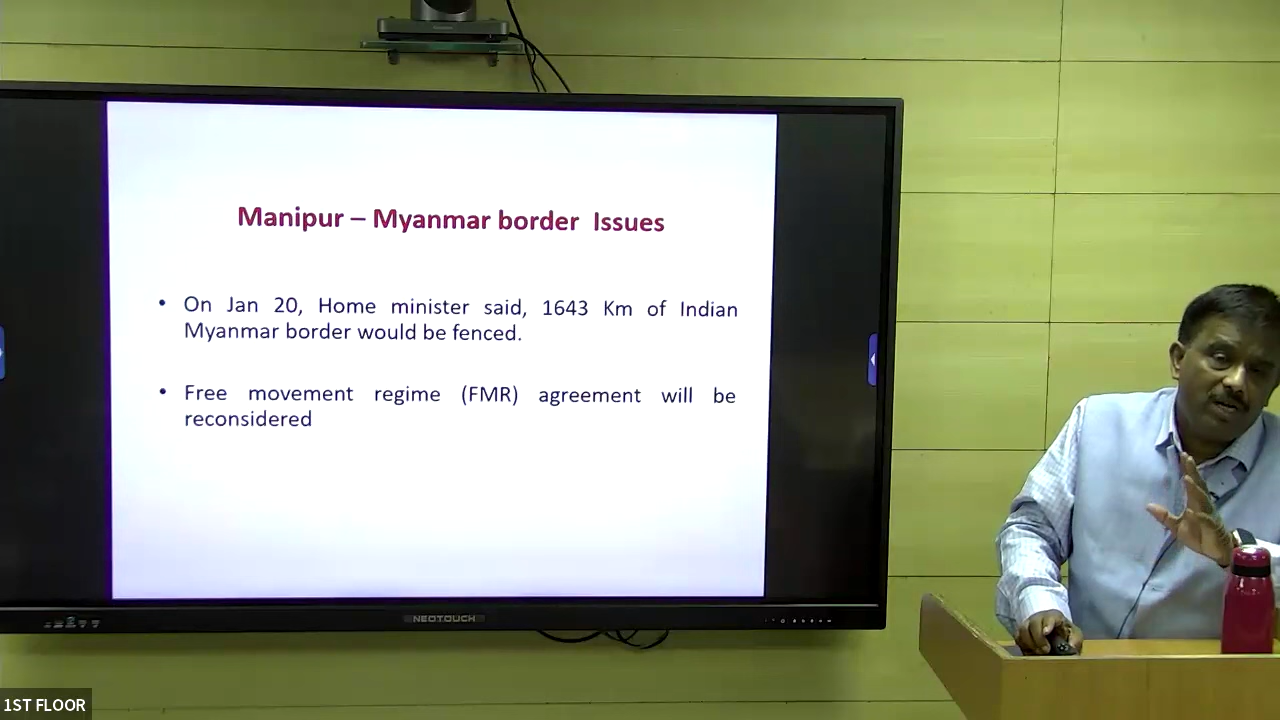 Manipur – Myanmar border Issues
• On Jan 20, Home minister said, 1643 Km of Indian
Myanmar border would be fenced.
• Free movement regime (FMR) agreement will be
reconsidered
NEOTOUCH
1ST FLOOR